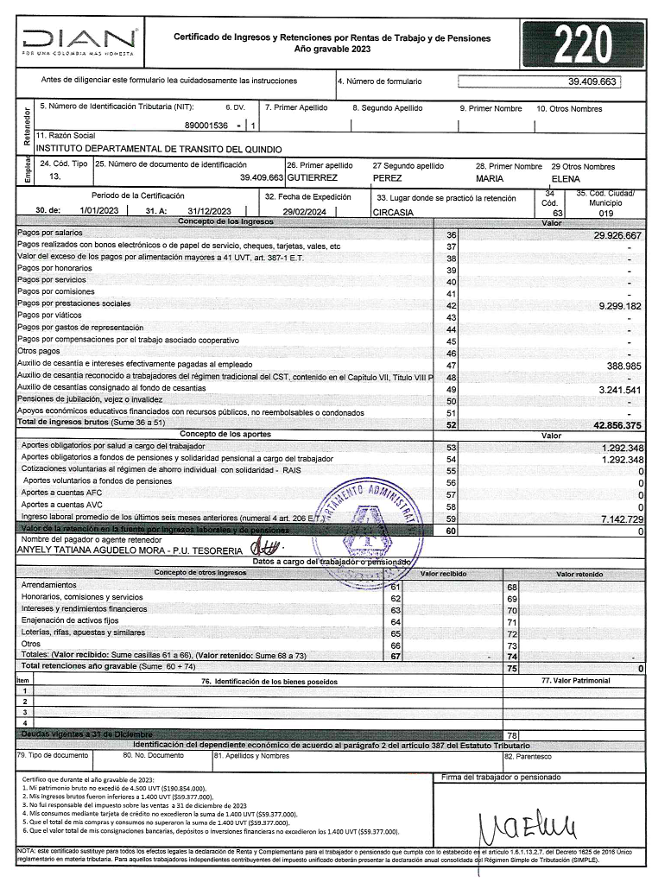 DIAN
POR UNA COLOMBIA MÁS HONESTA
Certificado de Ingresos y Retenciones por Rentas de Trabajo y de Pensiones
Año gravable 2023
220
Antes de diligenciar este formulario lea cuidadosamente las instrucciones
4. Número de formulario
39.409.663
Retenedor
5. Número de Identificación Tributaria (NIT): 6. DV. 7. Primer Apellido 8. Segundo Apellido 9. Primer Nombre 10. Otros Nombres
890001536 - 1
11. Razón Social
INSTITUTO DEPARTAMENTAL DE TRANSITO DEL QUINDIO
Emplead
24. Cód. Tipo 25. Número de documento de identificación 26. Primer apellido 27 Segundo apellido 28. Primer Nombre 29 Otros Nombres
13. 39.409.663 GUTIERREZ PEREZ MARIA ELENA
Periodo de la Certificación 32. Fecha de Expedición 33. Lugar donde se practicó la retención 34 Cód. 35. Cód. Ciudad/ Municipio
30. de: 1/01/2023 31. A: 31/12/2023 29/02/2024 CIRCASIA 63 019
Concepto de los Ingresos Valor
Pagos por salarios 36 29.926.667
Pagos realizados con bonos electrónicos o de papel de servicio, cheques, tarjetas, vales, etc 37 -
Valor del exceso de los pagos por alimentación mayores a 41 UVT, art. 387-1 E.T. 38 -
Pagos por honorarios 39 -
Pagos por servicios 40 -
Pagos por comisiones 41 -
Pagos por prestaciones sociales 42 9.299.182
Pagos por viáticos 43 -
Pagos por gastos de representación 44 -
Pagos por compensaciones por el trabajo asociado cooperativo 45 -
Otros pagos 46 -
Auxilio de cesantía e intereses efectivamente pagadas al empleado 47 388.985
Auxilio de cesantía reconocido a trabajadores del régimen tradicional del CST, contenido en el Capítulo VII, Título VIII P 48 -
Auxilio de cesantías consignado al fondo de cesantías 49 3.241.541
Pensiones de jubilación, vejez o invalidez 50 -
Apoyos económicos educativos financiados con recursos públicos, no reembolsables o condonados 51 -
Total de ingresos brutos (Sume 36 a 51) 52 42.856.375
Concepto de los aportes Valor
Aportes obligatorios por salud a cargo del trabajador 53 1.292.348
Aportes obligatorios a fondos de pensiones y solidaridad pensional a cargo del trabajador 54 1.292.348
Cotizaciones voluntarias al régimen de ahorro individual con solidaridad - RAIS 55 0
Aportes voluntarios a fondos de pensiones 56 0
Aportes a cuentas AFC 57 0
Aportes a cuentas AVC 58 0
Ingreso laboral promedio de los últimos seis meses anteriores (numeral 4 art. 206 E.T.) 59 7.142.729
Valor de la retención en la fuente por ingresos laborales y de pensiones 60 0
Nombre del pagador o agente retenedor
ANYELY TATIANA AGUDELO MORA - P.U. TESORERIA
Datos a cargo del trabajador o pensionado
Concepto de otros ingresos Valor recibido Valor retenido
Arrendamientos 61 68
Honorarios, comisiones y servicios 62 69
Intereses y rendimientos financieros 63 70
Enajenación de activos fijos 64 71
Loterías, rifas, apuestas y similares 65 72
Otros 66 73
Totales: (Valor recibido: Sume casillas 61 a 66), (Valor retenido: Sume 68 a 73) 67 - 74 -
Total retenciones año gravable (Sume 60 + 74) 75 0
Item 76. Identificación de los bienes poseidos 77. Valor Patrimonial
1
2
3
4
Deudas vigentes a 31 de Diciembre 78
Identificación del dependiente económico de acuerdo al parágrafo 2 del artículo 387 del Estatuto Tributario
79. Tipo de documento 80. No. Documento 81. Apellidos y Nombres 82. Parentesco
Certifico que durante el año gravable de 2023:
1. Mi patrimonio bruto no excedió de 4.500 UVT ($190.854.000).
2. Mis ingresos brutos fueron inferiores a 1.400 UVT ($59.377.000).
3. No fui responsable del impuesto sobre las ventas a 31 de diciembre de 2023
4. Mis consumos mediante tarjeta de crédito no excedieron la suma de 1.400 UVT ($59.377.000).
5. Que el total de mis compras y consumos no superaron la suma de 1.400 UVT ($59.377.000).
6. Que el valor total de mis consignaciones bancarias, depósitos o inversiones financieras no excedieron los 1.400 UVT ($59.377.000).
Firma del trabajador o pensionado
NOTA: este certificado sustituye para todos los efectos legales la declaración de Renta y Complementario para el trabajador o pensionado que cumpla con lo establecido en el artículo 1.6.1.13.2.7. del Decreto 1625 de 2016 Único
reglamentario en materia tributaria. Para aquellos trabajadores independientes contribuyentes del impuesto unificado deberán presentar la declaración anual consolidada del Régimen Simple de Tributación (SIMPLE).